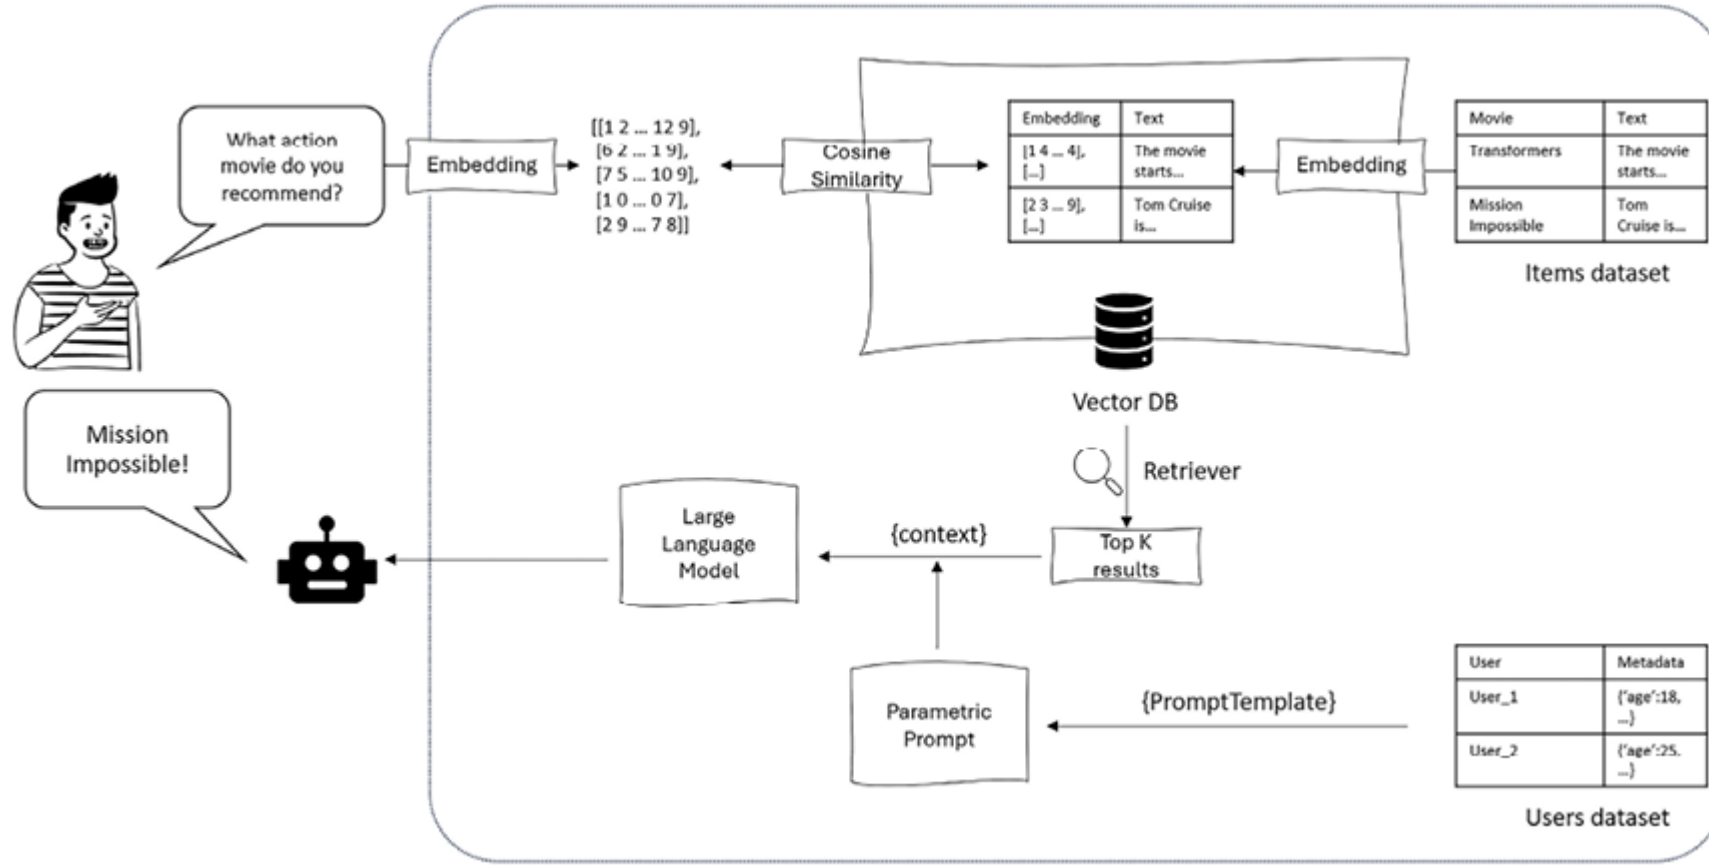 What action
movie do you
recommend?
Embedding
[[1 2 ... 12 9],
[6 2 ... 1 9],
[7 5 ... 10 9],
[1 0 ... 0 7],
[2 9 ... 7 8]]
Cosine
Similarity
Embedding Text
[1 4 ... 4], The movie
[...] starts...
[2 3 ... 9], Tom Cruise
[...] is...
Embedding
Movie Text
Transformers The movie
starts...
Mission Tom
Impossible Cruise is...
Items dataset
Vector DB
Retriever
Top K
results
{context}
Large
Language
Model
Mission
Impossible!
Parametric
Prompt
{PromptTemplate}
User Metadata
User_1 {'age':18,
...}
User_2 {'age':25.
...}
Users dataset